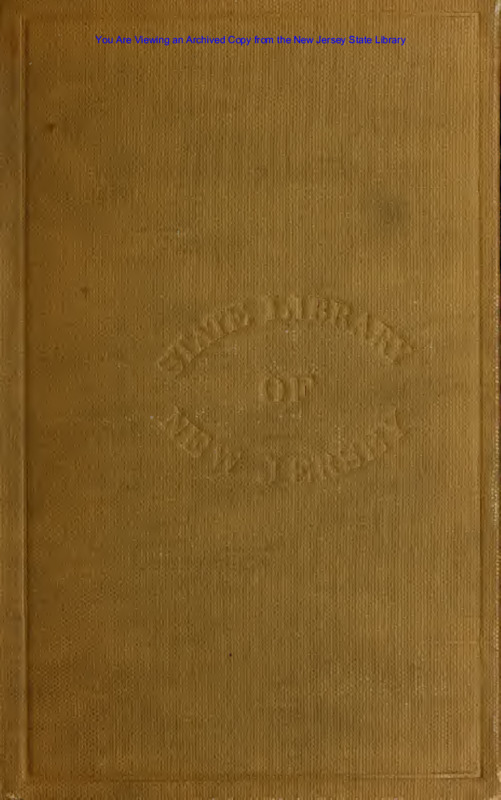 You Are Viewing an Archived Copy from the New Jersey State Library
STATE LIBRARY
OF
NEW JERSEY